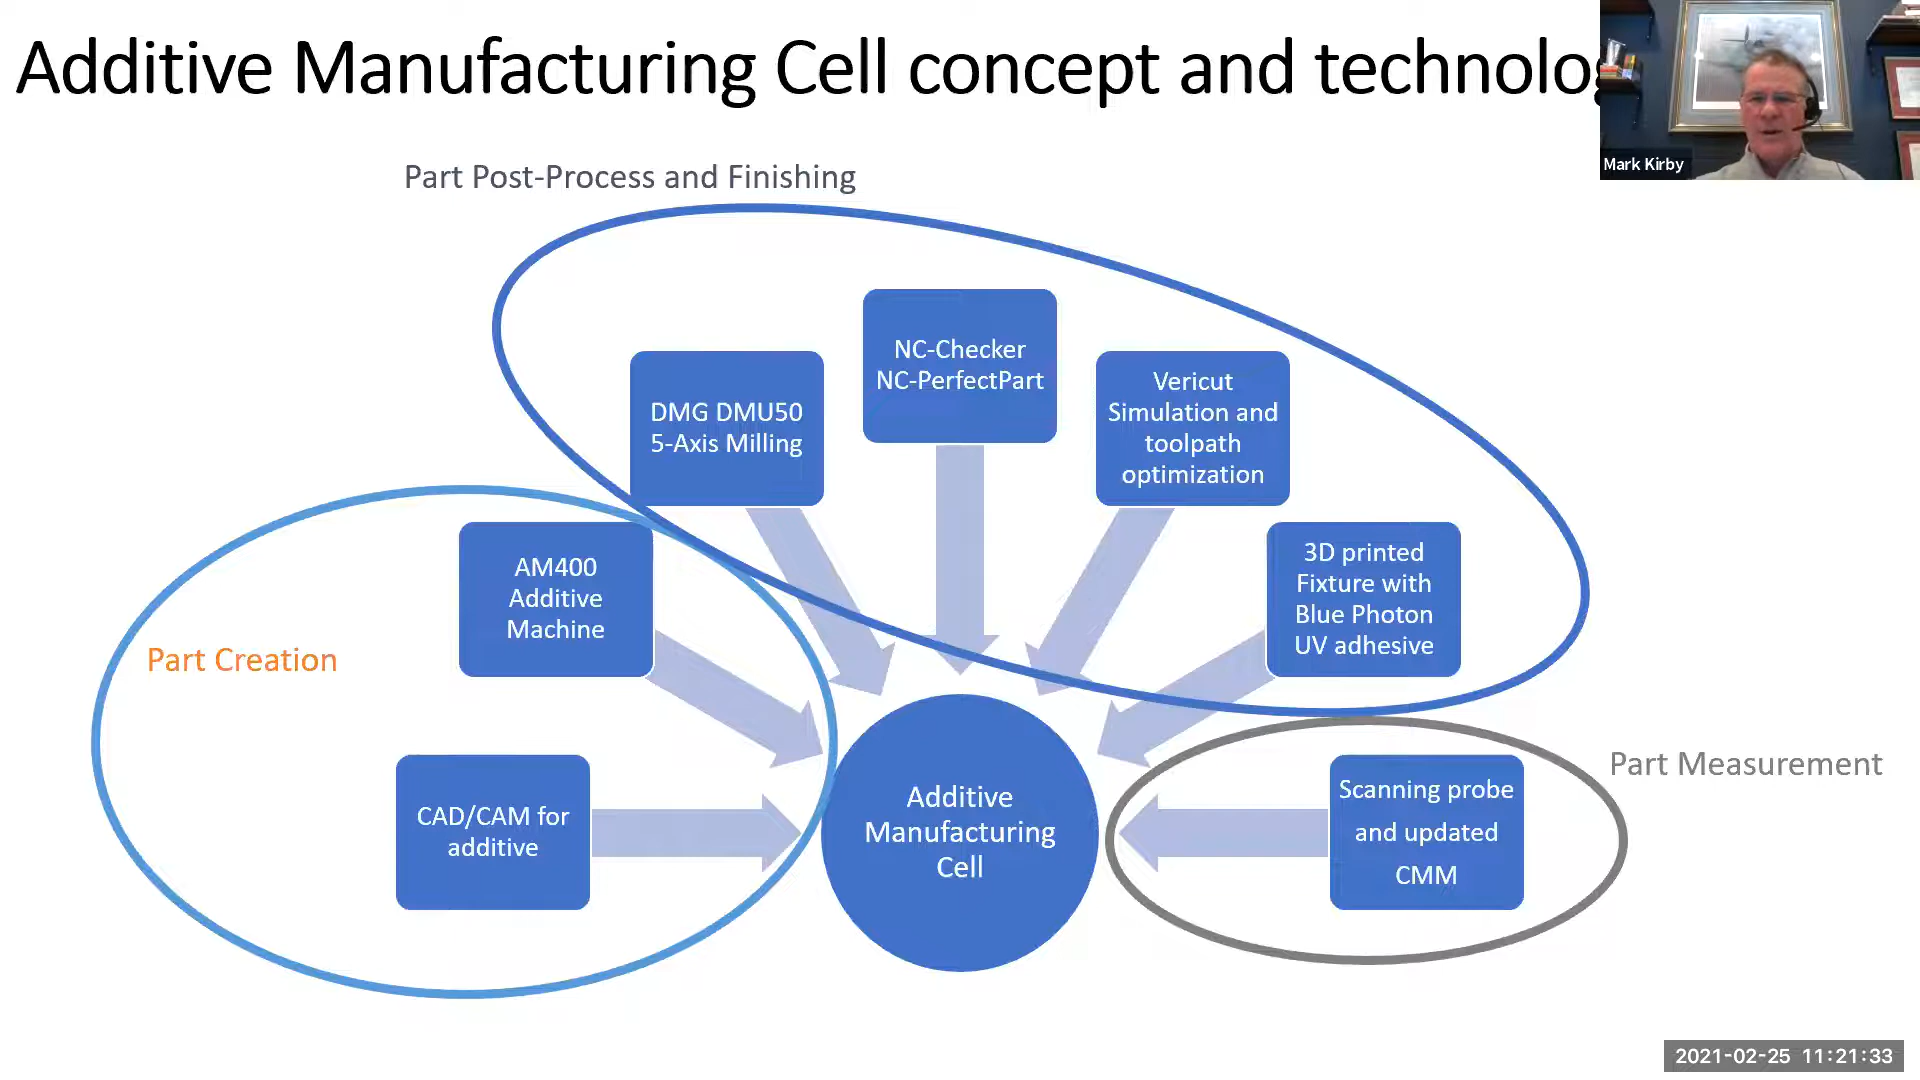 Additive Manufacturing Cell concept and technolo
Mark Kirby
Part Post-Process and Finishing
NC-Checker
NC-PerfectPart
DMG DMU50
5-Axis Milling
Vericut
Simulation and
toolpath
optimization
AM400
Additive
Machine
3D printed
Fixture with
Blue Photon
UV adhesive
Part Creation
CAD/CAM for
additive
Additive
Manufacturing
Cell
Scanning probe
and updated
CMM
Part Measurement
2021-02-25 11:21:33